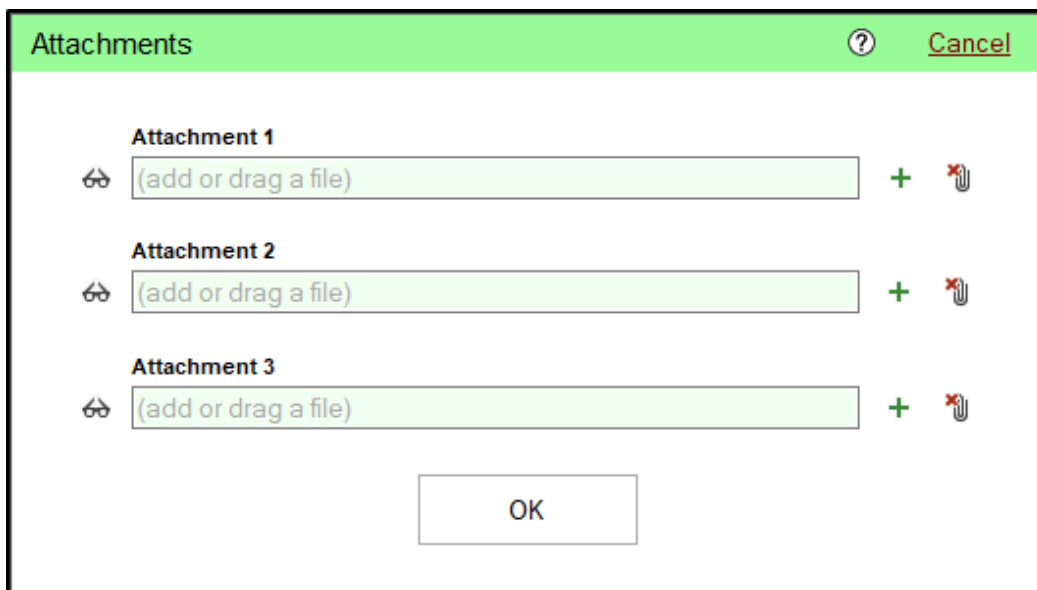 Attachments ? Cancel
Attachment 1
(add or drag a file)
Attachment 2
(add or drag a file)
Attachment 3
(add or drag a file)
OK